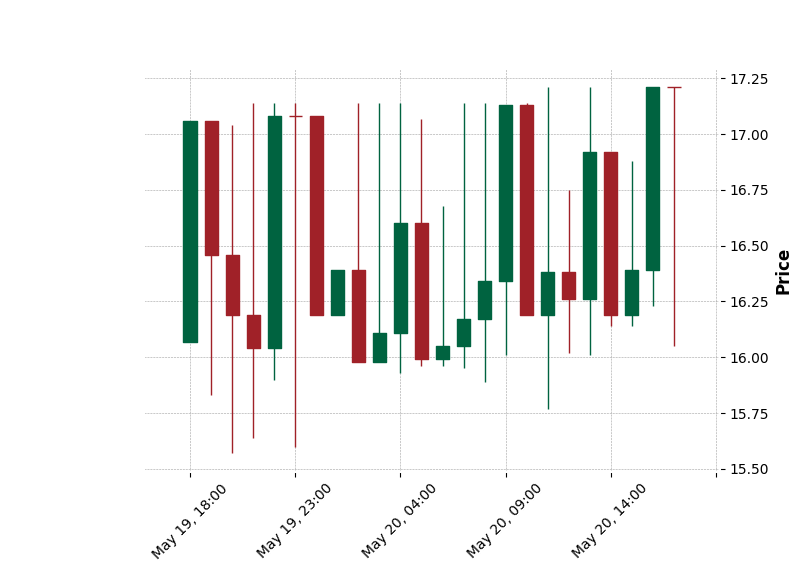 17.25
17.00
16.75
16.50
16.25
16.00
15.75
15.50
Price
May 19, 18:00
May 19, 23:00
May 20, 04:00
May 20, 09:00
May 20, 14:00